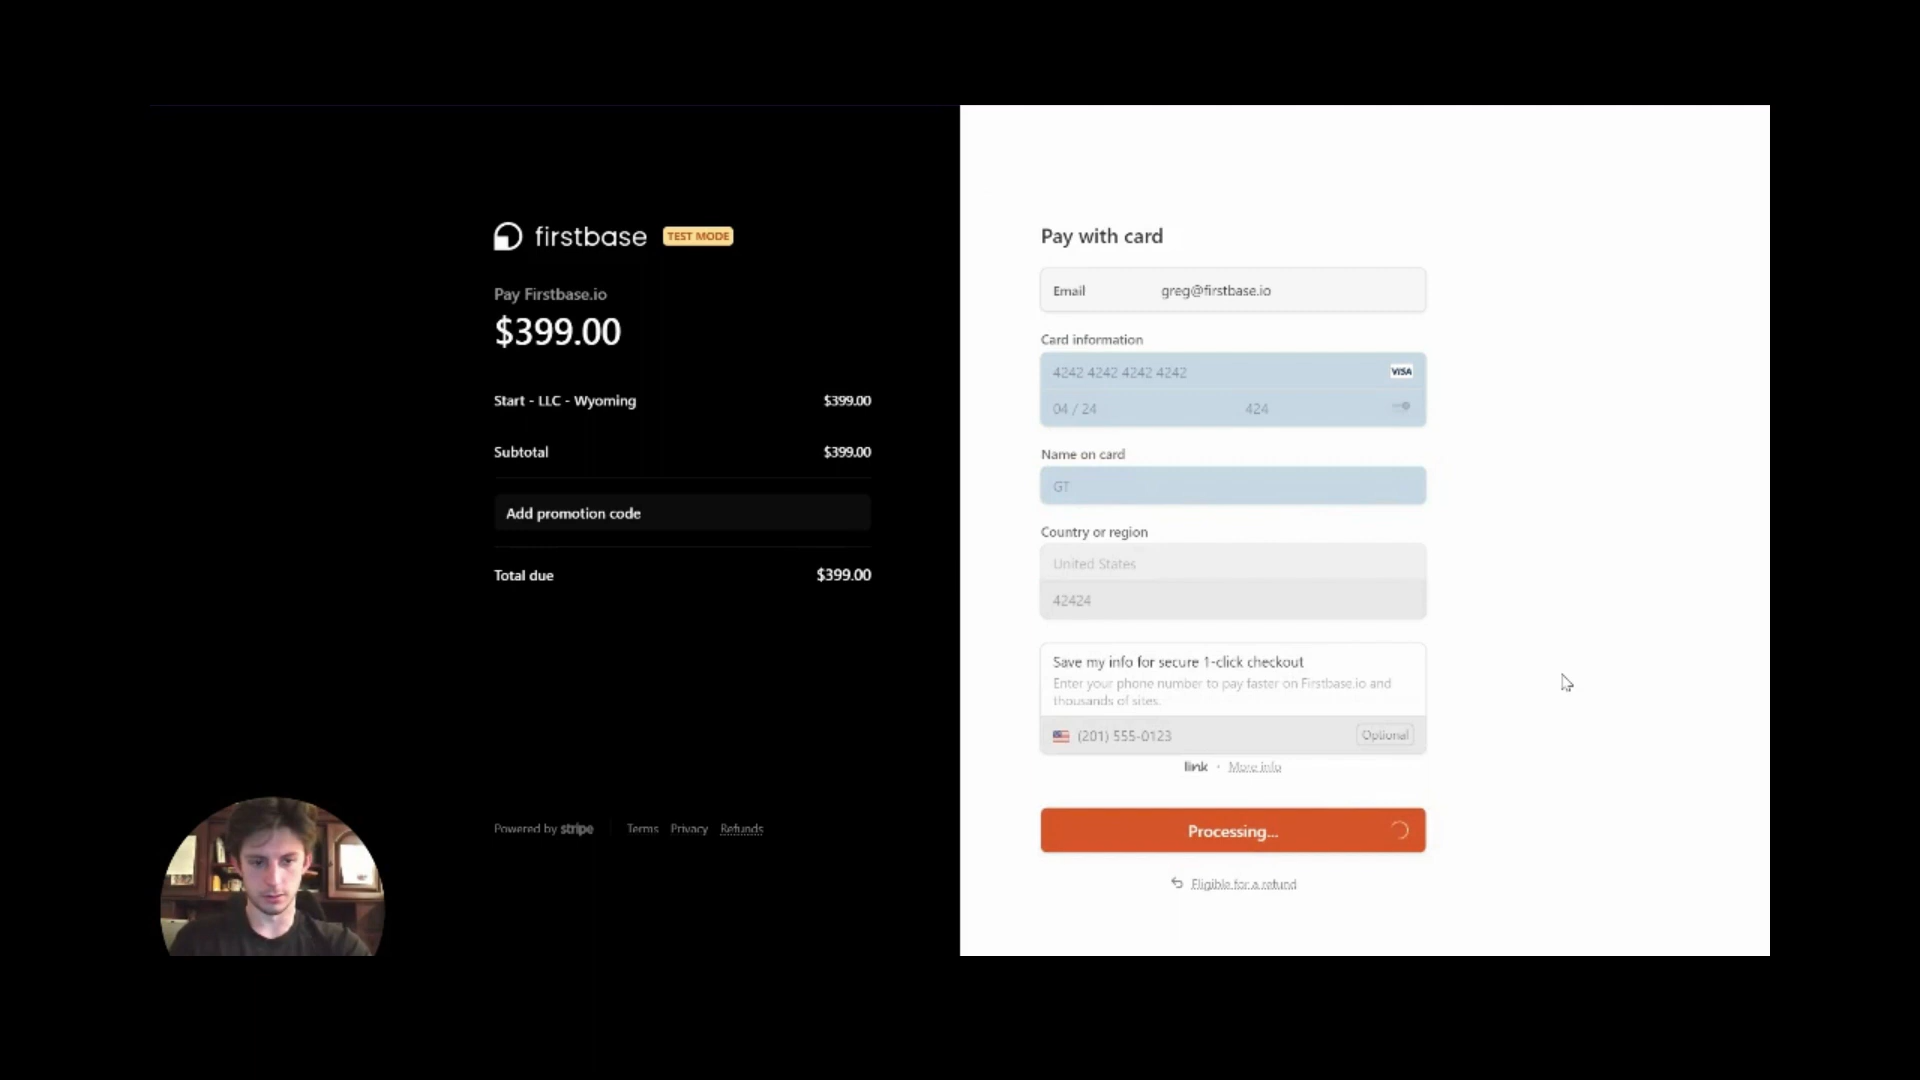 firstbase TEST MODE
Pay Firstbase.io
$399.00
Start - LLC - Wyoming $399.00
Subtotal $399.00
Add promotion code
Total due $399.00
Powered by stripe Terms Privacy Refunds
Pay with card
Email greg@firstbase.io
Card information
4242 4242 4242 4242 VISA
04 / 24 424
Name on card
GT
Country or region
United States
42424
Save my info for secure 1-click checkout
Enter your phone number to pay faster on Firstbase.io and
thousands of sites.
(201) 555-0123 Optional
link · More info
Processing...
Eligible for a refund